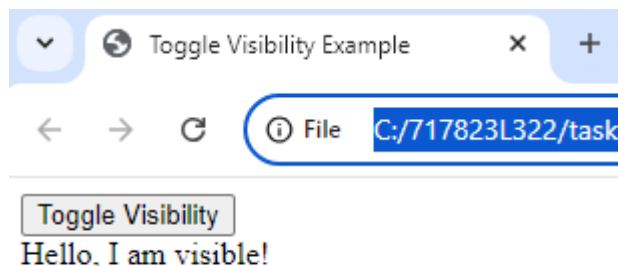 Toggle Visibility Example
File C:/717823L322/task
Toggle Visibility
Hello, I am visible!